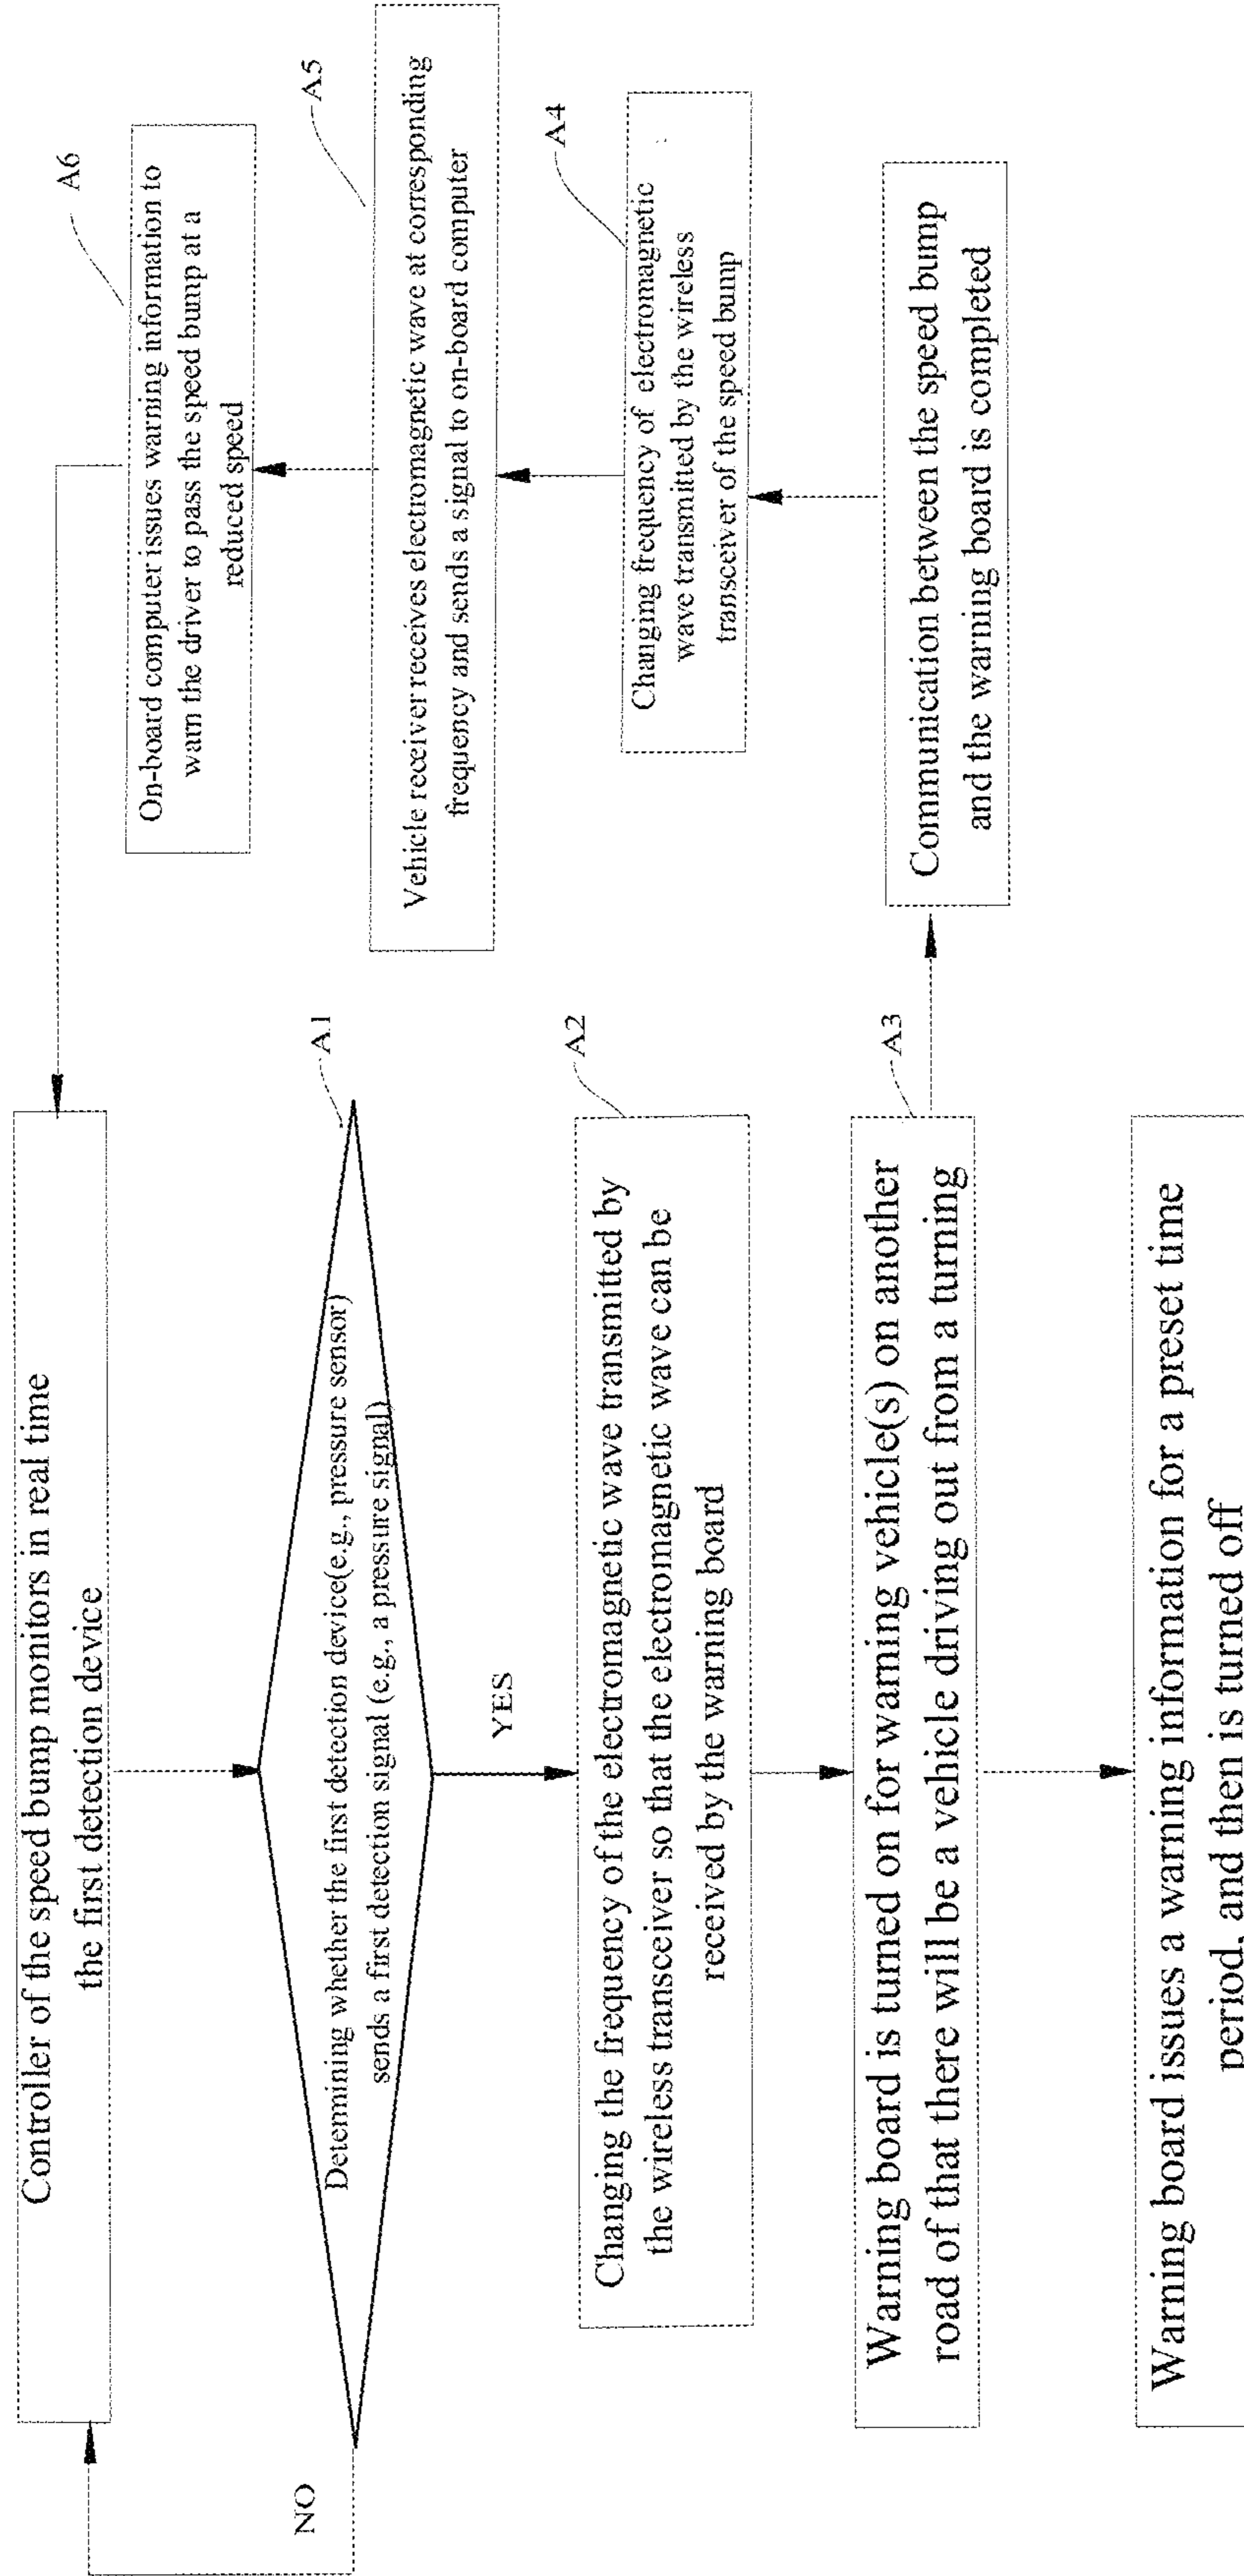 Controller of the speed bump monitors in real time
the first detection device
NO
A1
Determining whether the first detection device(e.g., pressure sensor)
sends a first detection signal (e.g., a pressure signal)
YES
A2
Changing the frequency of the electromagnetic wave transmitted by
the wireless transceiver so that the electromagnetic wave can be
received by the warning board
A3
Warning board is turned on for warning vehicle(s) on another
road of that there will be a vehicle driving out from a turning
Warning board issues a warning information for a preset time
period, and then is turned off
Communication between the speed bump
and the warning board is completed
A4
Changing frequency of electromagnetic
wave transmitted by the wireless
transceiver of the speed bump
A5
Vehicle receiver receives electromagnetic wave at corresponding
frequency and sends a signal to on-board computer
A6
On-board computer issues warning information to
warn the driver to pass the speed bump at a
reduced speed